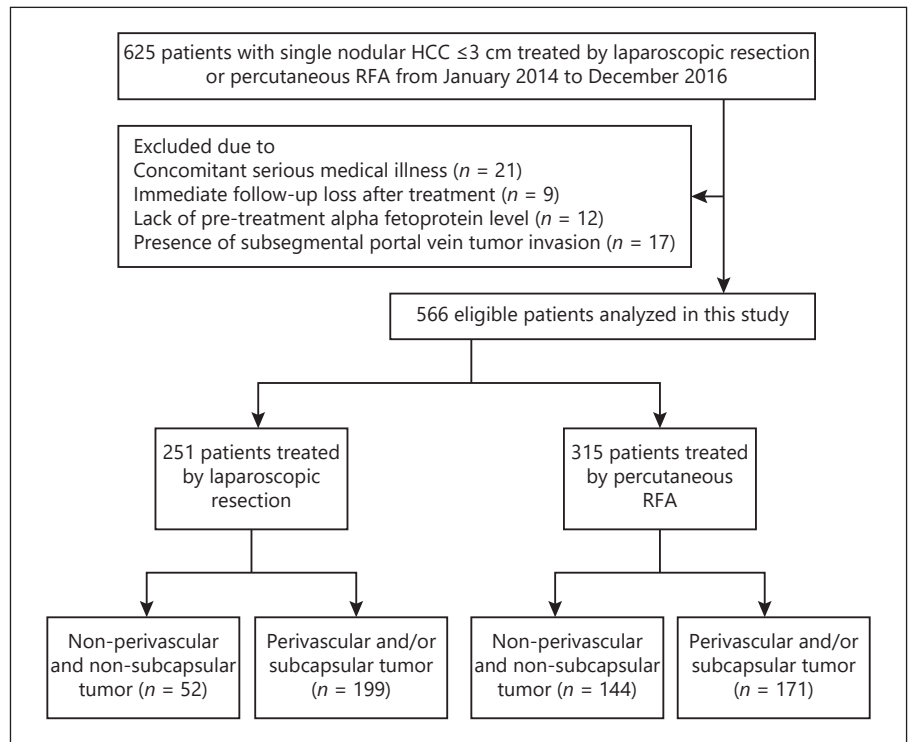 625 patients with single nodular HCC ≤3 cm treated by laparoscopic resection
or percutaneous RFA from January 2014 to December 2016
Excluded due to
Concomitant serious medical illness (n = 21)
Immediate follow-up loss after treatment (n = 9)
Lack of pre-treatment alpha fetoprotein level (n = 12)
Presence of subsegmental portal vein tumor invasion (n = 17)
566 eligible patients analyzed in this study
251 patients treated
by laparoscopic
resection
315 patients treated
by percutaneous
RFA
Non-perivascular
and non-subcapsular
tumor (n = 52)
Perivascular and/or
subcapsular tumor
(n = 199)
Non-perivascular
and non-subcapsular
tumor (n = 144)
Perivascular and/or
subcapsular tumor
(n = 171)